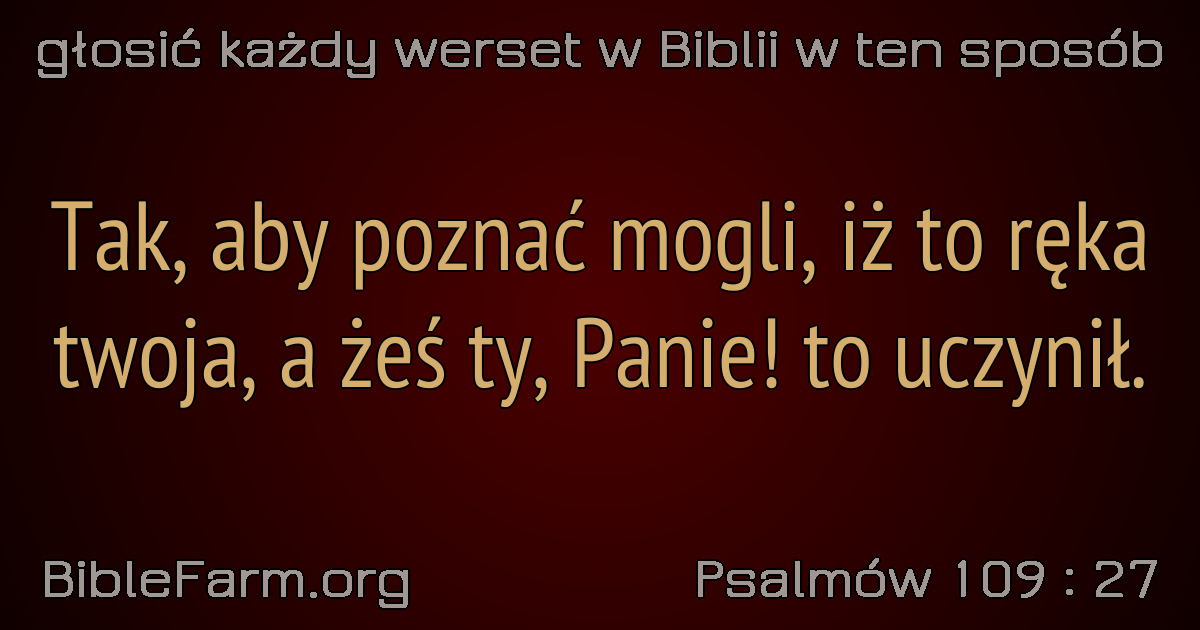 głosić każdy werset w Biblii w ten sposób
Tak, aby poznać mogli, iż to ręka
twoja, a żeś ty, Panie! to uczynił.
BibleFarm.org
Psalmów 109 : 27